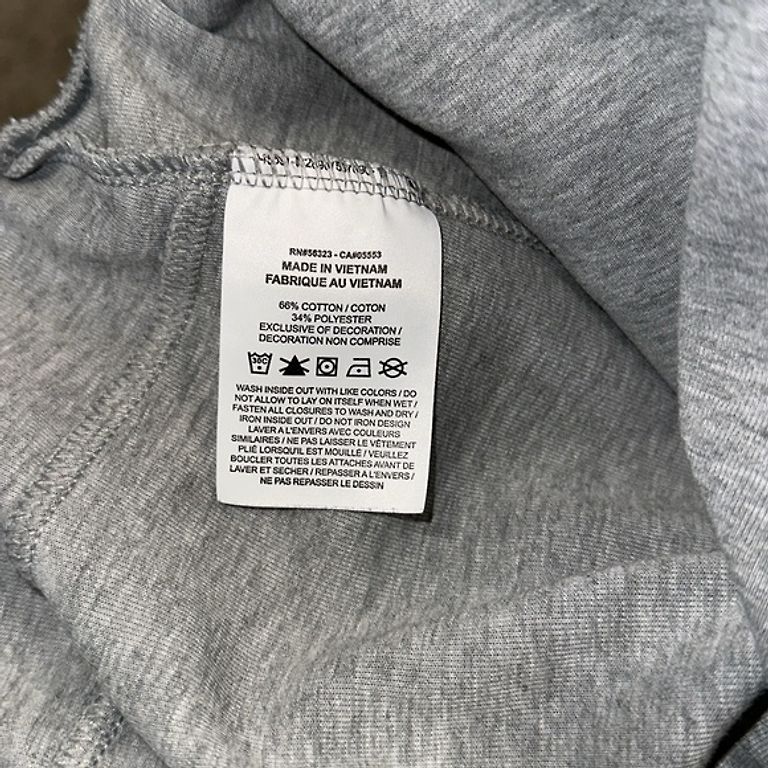 RN#56323 - CA#05553
MADE IN VIETNAM
FABRIQUE AU VIETNAM
66% COTTON / COTON
34% POLYESTER
EXCLUSIVE OF DECORATION /
DECORATION NON COMPRISE
30C
WASH INSIDE OUT WITH LIKE COLORS / DO
NOT ALLOW TO LAY ON ITSELF WHEN WET /
FASTEN ALL CLOSURES TO WASH AND DRY /
IRON INSIDE OUT / DO NOT IRON DESIGN
LAVER A L'ENVERS AVEC COULEURS
SIMILAIRES / NE PAS LAISSER LE VÊTEMENT
PLIÉ LORSQUIL EST MOUILLÉ / VEUILLEZ
BOUCLER TOUTES LES ATTACHES AVANT DE
LAVER ET SECHER / REPASSER A L'ENVERS /
NE PAS REPASSER LE DESSIN